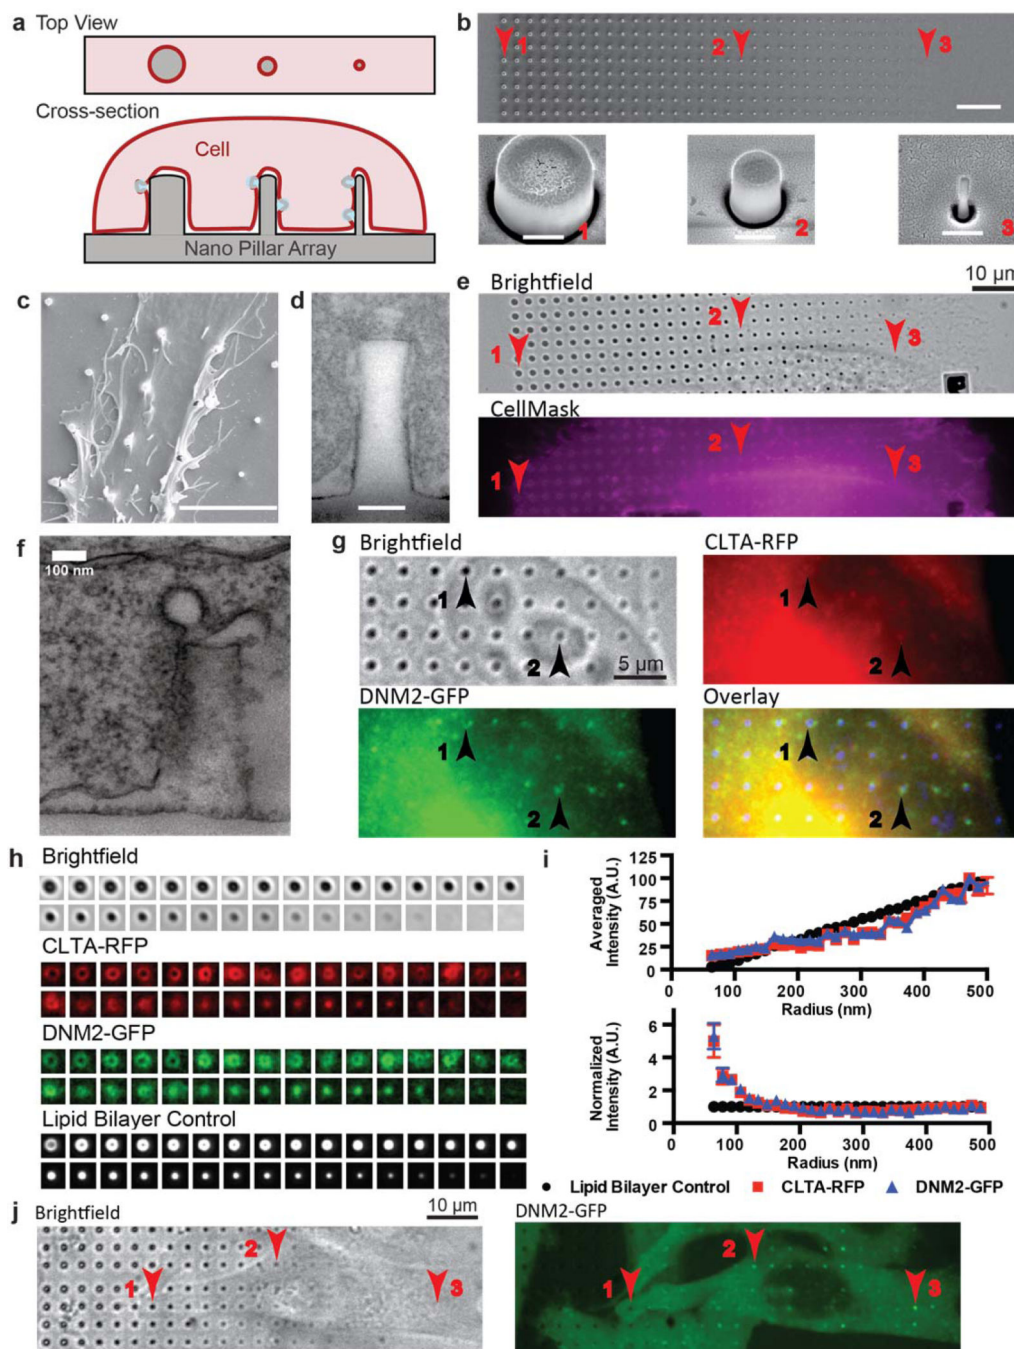 a
Top View
Cross-section
Cell
Nano Pillar Array
b
1
2
3
1
2
3
c
d
e
Brightfield
10 µm
1
2
3
CellMask
1
2
3
f
100 nm
g
Brightfield
1
2
5 µm
CLTA-RFP
1
2
DNM2-GFP
1
2
Overlay
1
2
h
Brightfield
CLTA-RFP
DNM2-GFP
Lipid Bilayer Control
i
Averaged
Intensity (A.U.)
125
100
75
50
25
0
0 100 200 300 400 500
Radius (nm)
Normalized
Intensity (A.U.)
6
4
2
0
0 100 200 300 400 500
Radius (nm)
Lipid Bilayer Control CLTA-RFP DNM2-GFP
j
Brightfield
10 µm
1
2
3
DNM2-GFP
1
2
3